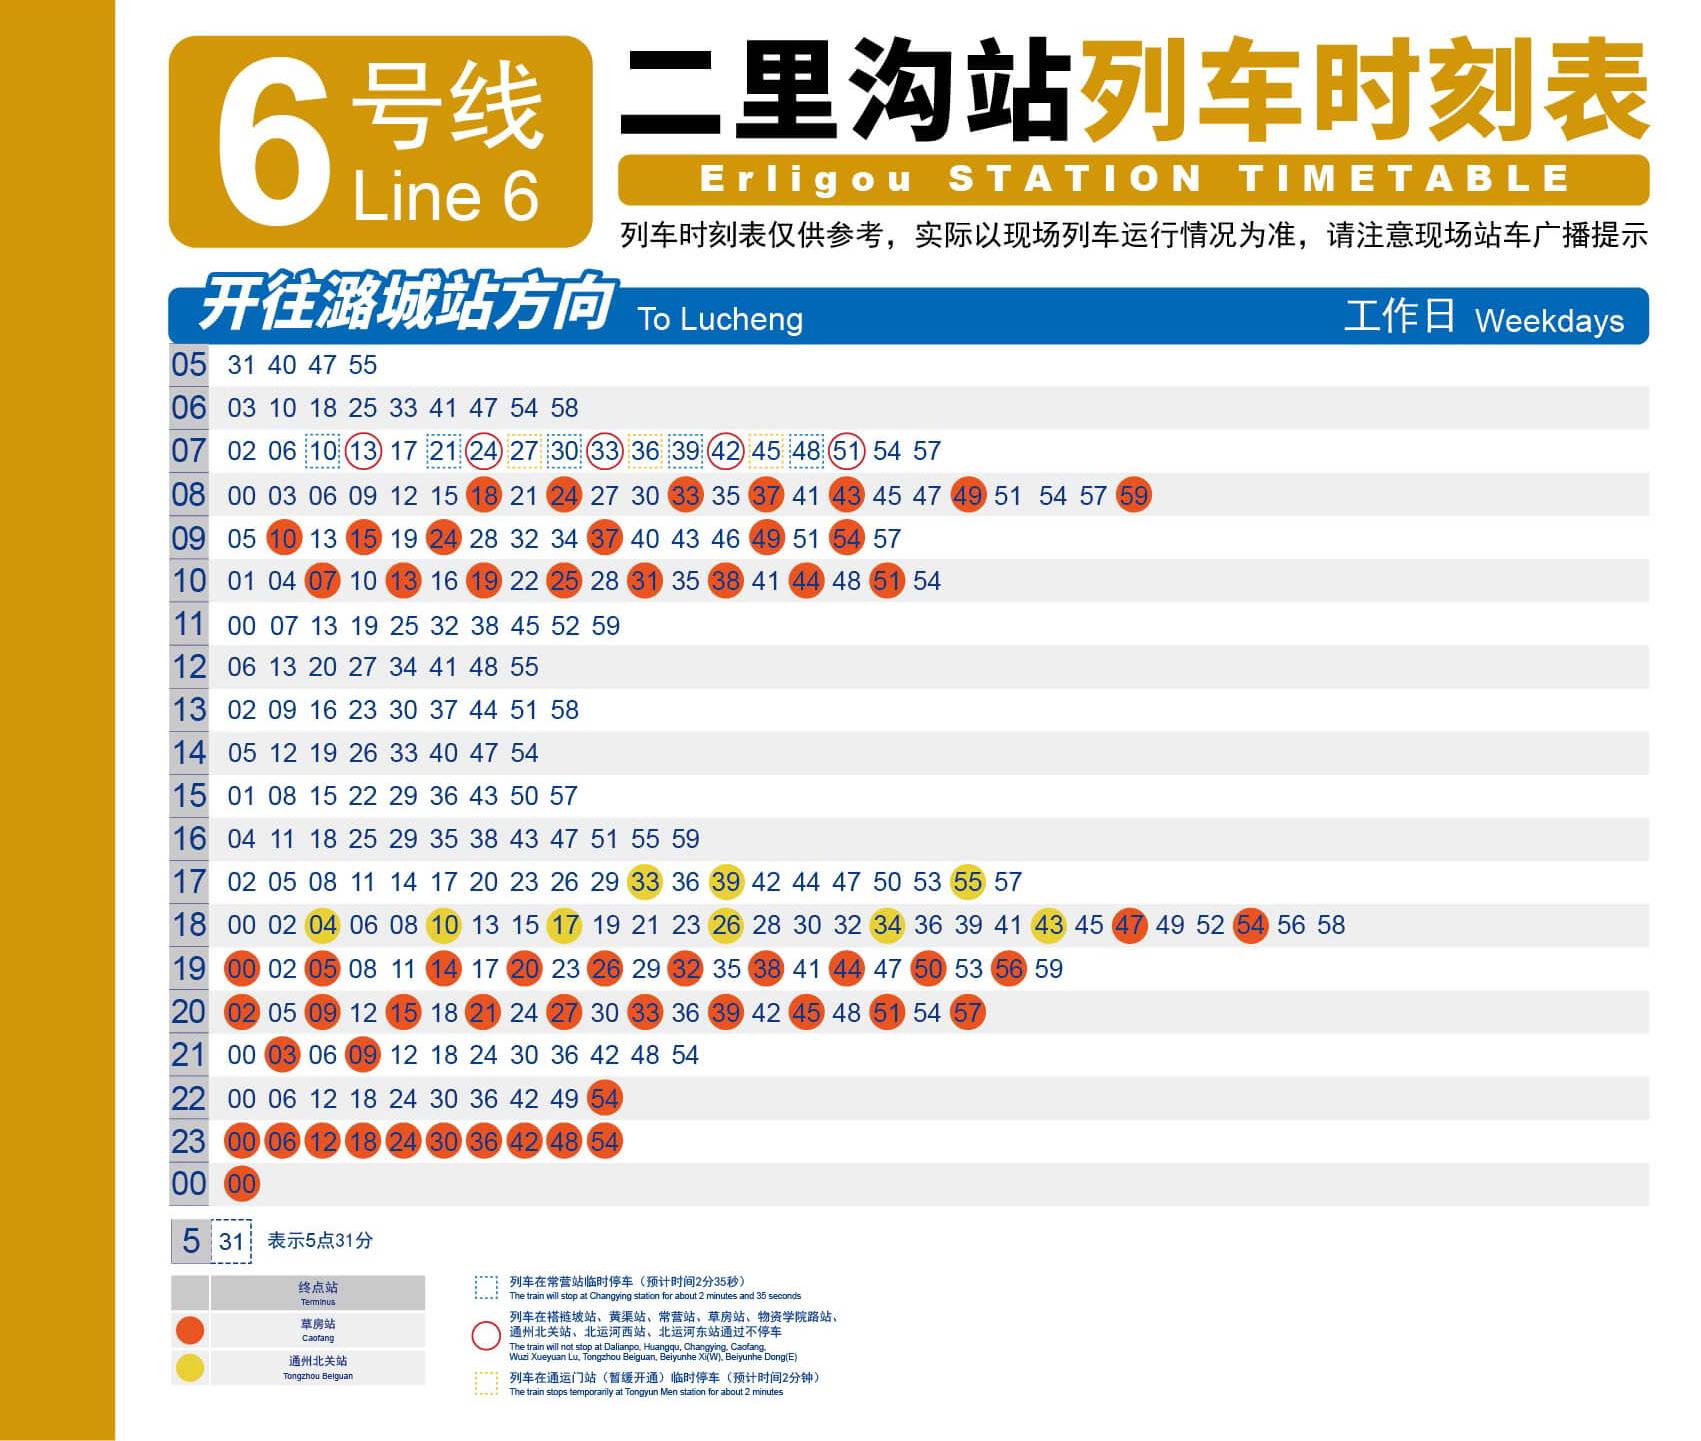 6号线
Line 6
二里沟站列车时刻表
Erligou STATION TIMETABLE
列车时刻表仅供参考，实际以现场列车运行情况为准，请注意现场站车广播提示
开往潞城站方向 To Lucheng 工作日 Weekdays
05 31 40 47 55
06 03 10 18 25 33 41 47 54 58
07 02 06 10 13 17 21 24 27 30 33 36 39 42 45 48 51 54 57
08 00 03 06 09 12 15 18 21 24 27 30 33 35 37 41 43 45 47 49 51 54 57 59
09 05 10 13 15 19 24 28 32 34 37 40 43 46 49 51 54 57
10 01 04 07 10 13 16 19 22 25 28 31 35 38 41 44 48 51 54
11 00 07 13 19 25 32 38 45 52 59
12 06 13 20 27 34 41 48 55
13 02 09 16 23 30 37 44 51 58
14 05 12 19 26 33 40 47 54
15 01 08 15 22 29 36 43 50 57
16 04 11 18 25 29 35 38 43 47 51 55 59
17 02 05 08 11 14 17 20 23 26 29 33 36 39 42 44 47 50 53 55 57
18 00 02 04 06 08 10 13 15 17 19 21 23 26 28 30 32 34 36 39 41 43 45 47 49 52 54 56 58
19 00 02 05 08 11 14 17 20 23 26 29 32 35 38 41 44 47 50 53 56 59
20 02 05 09 12 15 18 21 24 27 30 33 36 39 42 45 48 51 54 57
21 00 03 06 09 12 18 24 30 36 42 48 54
22 00 06 12 18 24 30 36 42 49 54
23 00 06 12 18 24 30 36 42 48 54
00 00
5 31 表示5点31分
终点站
Terminus
草房站
Caofang
通州北关站
Tongzhou Beiguan
列车在常营站临时停车（预计时间2分35秒）
The train will stop at Changying station for about 2 minutes and 35 seconds
列车在褡裢坡站、黄渠站、常营站、草房站、物资学院路站、
通州北关站、北运河西站、北运河东站通过不停车
The train will not stop at Dalianpo, Huangqu, Changying, Caofang,
Wuzi Xueyuan Lu, Tongzhou Beiguan, Beiyunhe Xi(W), Beiyunhe Dong(E)
列车在通运门站（暂缓开通）临时停车（预计时间2分钟）
The train stops temporarily at Tongyun Men station for about 2 minutes